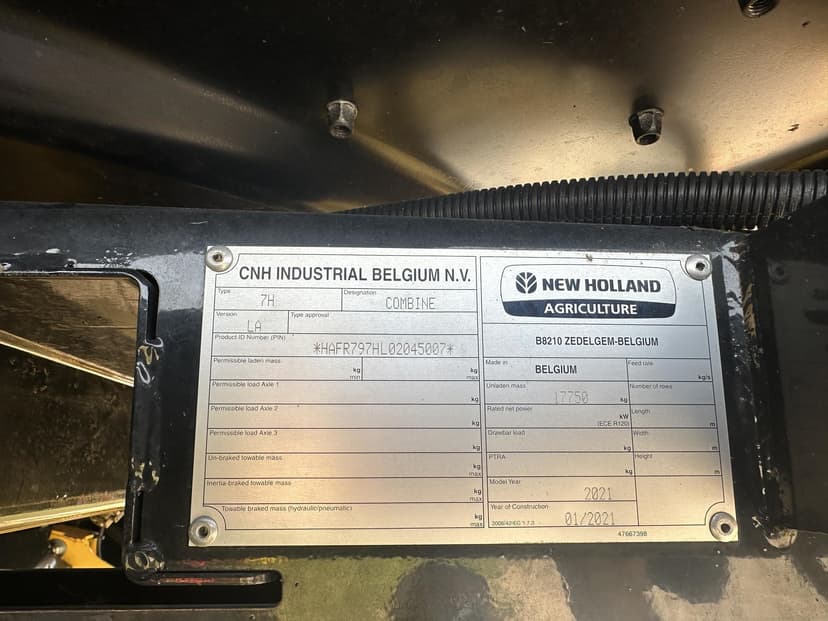 CNH INDUSTRIAL BELGIUM N.V.
Type 7H Designation COMBINE
Version LA Type approval
Product ID Number (PIN)
*HAFR797HL02045007*
Permissible laden mass kg min kg max
Permissible load Axle 1 kg
Permissible load Axle 2 kg
Permissible load Axle 3 kg
Un-braked towable mass kg max
Inertia-braked towable mass kg max
Towable braked mass (hydraulic/pneumatic) kg max
NEW HOLLAND
AGRICULTURE
B8210 ZEDELGEM-BELGIUM
Made in BELGIUM Feed rate kg/s
Unladen mass 17750 kg Number of rows
Rated net power kW (ECE R120) Length m
Drawbar load kg Width m
PTRA kg Height m
Model Year 2021
Year of Construction 01/2021
2006/42/EG 1.7.3
47667398